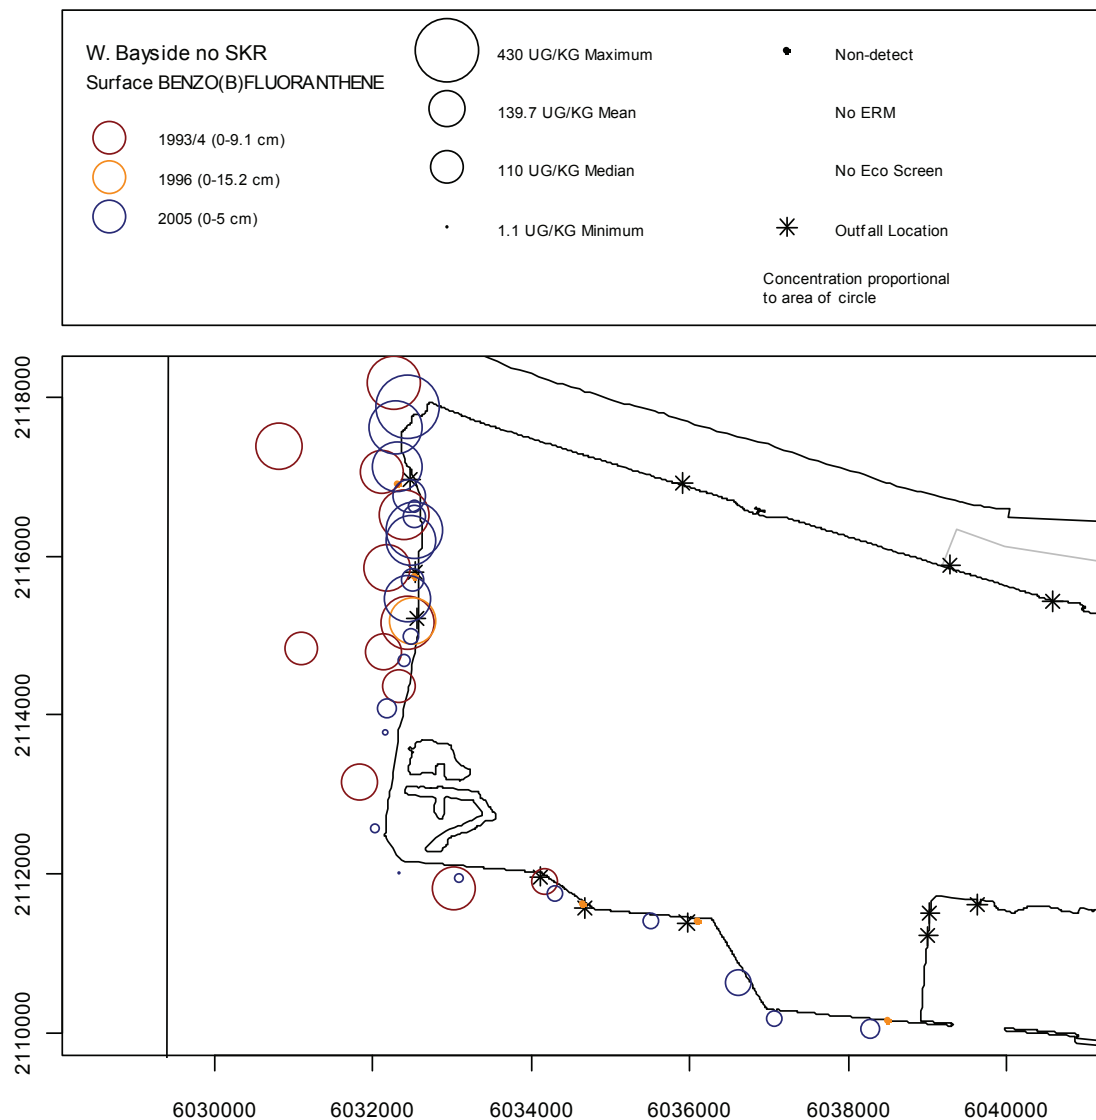 W. Bayside no SKR
Surface BENZO(B)FLUORANTHENE
1993/4 (0-9.1 cm)
1996 (0-15.2 cm)
2005 (0-5 cm)
430 UG/KG Maximum
139.7 UG/KG Mean
110 UG/KG Median
1.1 UG/KG Minimum
Non-detect
No ERM
No Eco Screen
Outfall Location
Concentration proportional
to area of circle
2118000
2116000
2114000
2112000
2110000
6030000 6032000 6034000 6036000 6038000 6040000